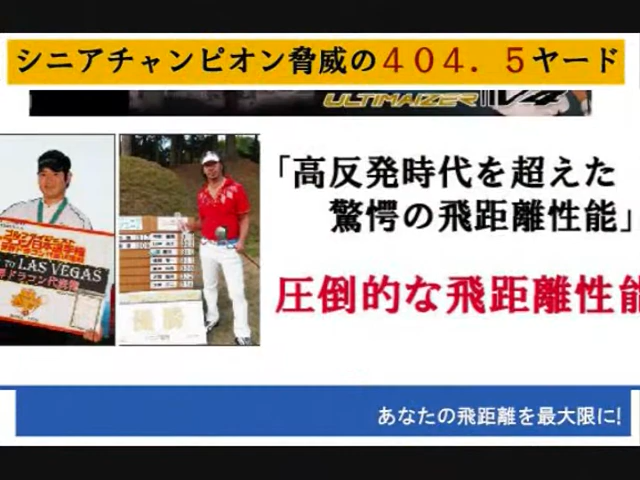 シニアチャンピオン脅威の４０４．５ヤード
ULTIMAIZER
V4
「高反発時代を超えた
驚愕の飛距離性能」
圧倒的な飛距離性能
LAS VEGAS
あなたの飛距離を最大限に!